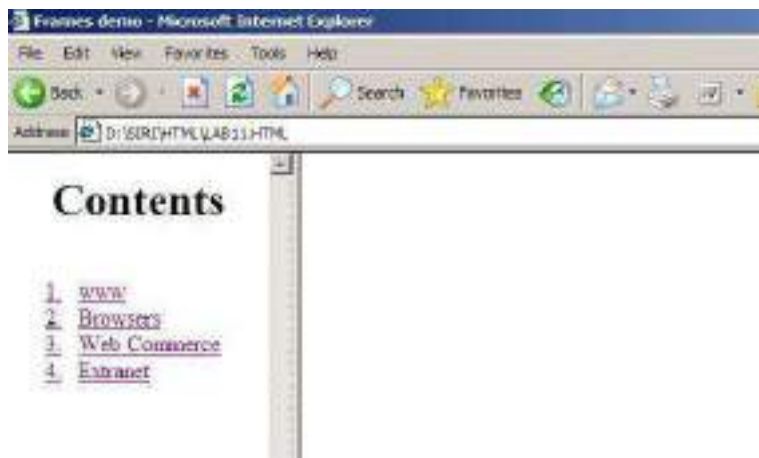 Frames demo - Microsoft Internet Explorer
File Edit View Favorites Tools Help
Back Search Favorites
Address D:\SIRI\HTML\LAB11.HTML
Contents
1. www
2. Browsers
3. Web Commerce
4. Extranet